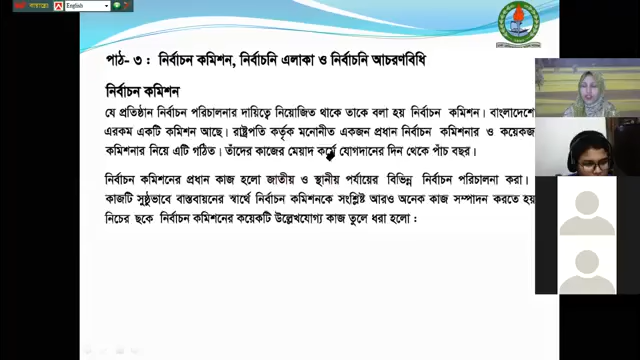 English
পাঠ- ৩ : নির্বাচন কমিশন, নির্বাচনি এলাকা ও নির্বাচনি আচরণবিধি
নির্বাচন কমিশন
যে প্রতিষ্ঠান নির্বাচন পরিচালনার দায়িত্বে নিয়োজিত থাকে তাকে বলা হয় নির্বাচন কমিশন। বাংলাদেশে
এরকম একটি কমিশন আছে। রাষ্ট্রপতি কর্তৃক মনোনীত একজন প্রধান নির্বাচন কমিশনার ও কয়েকজ
কমিশনার নিয়ে এটি গঠিত। তাঁদের কাজের মেয়াদ কর্মে যোগদানের দিন থেকে পাঁচ বছর।
নির্বাচন কমিশনের প্রধান কাজ হলো জাতীয় ও স্থানীয় পর্যায়ের বিভিন্ন নির্বাচন পরিচালনা করা।
কাজটি সুষ্ঠুভাবে বাস্তবায়নের স্বার্থে নির্বাচন কমিশনকে সংশ্লিষ্ট আরও অনেক কাজ সম্পাদন করতে হয়
নিচের ছকে নির্বাচন কমিশনের কয়েকটি উল্লেখযোগ্য কাজ তুলে ধরা হলো :